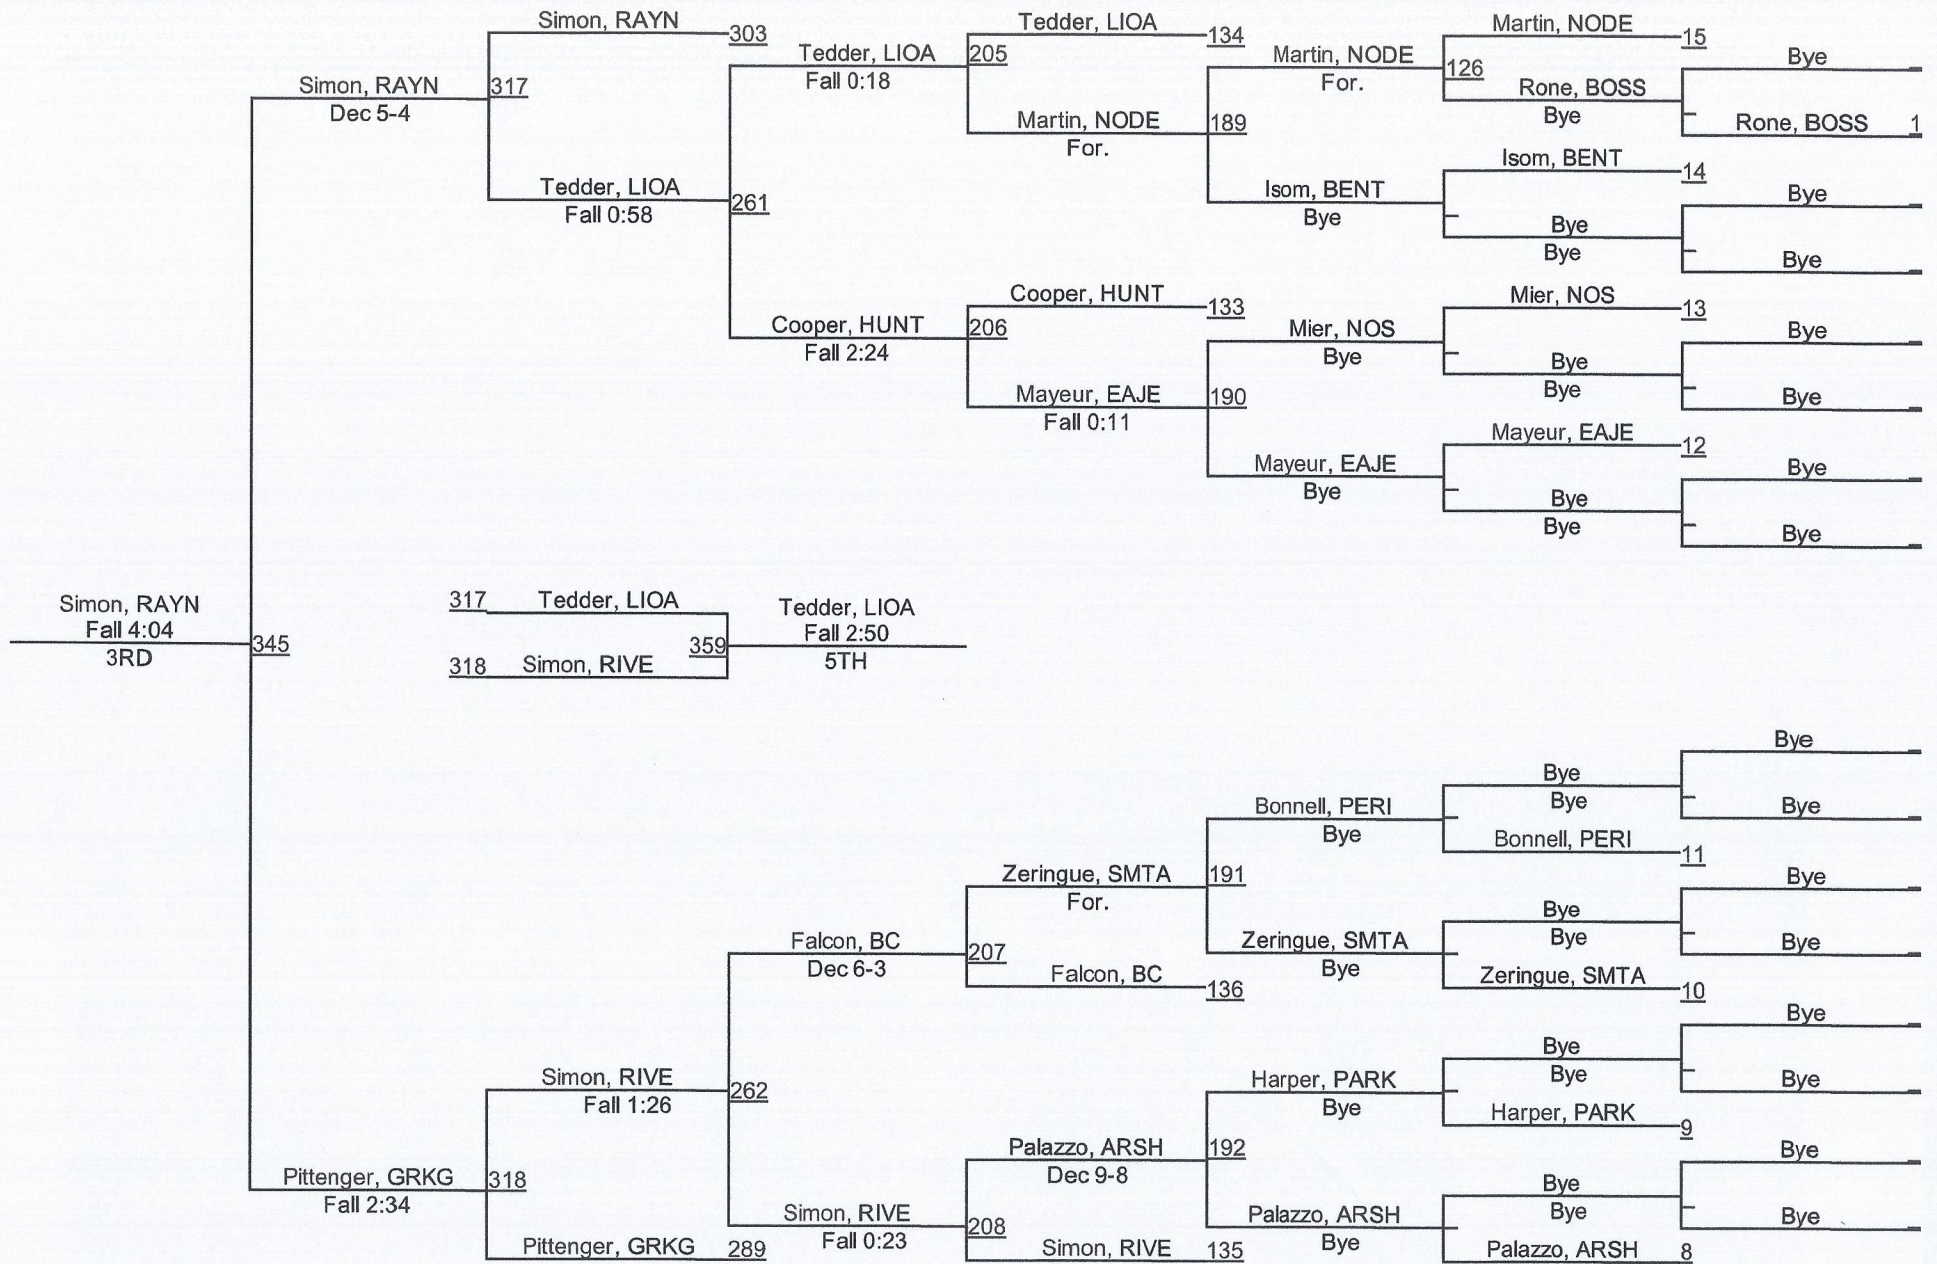 Simon, RAYN
303
Tedder, LIOA
134
Martin, NODE
15
Bye
Tedder, LIOA
Fall 0:18
205
Martin, NODE
For.
126
Rone, BOSS
Bye
Simon, RAYN
Dec 5-4
317
Martin, NODE
For.
189
Rone, BOSS 1
Isom, BENT
14
Tedder, LIOA
Fall 0:58
261
Isom, BENT
Bye
Bye
Bye
Bye
Bye
Cooper, HUNT
133
Mier, NOS
13
Cooper, HUNT
Fall 2:24
206
Mier, NOS
Bye
Bye
Bye
Bye
Mayeur, EAJE
Fall 0:11
190
Bye
Mayeur, EAJE
12
Mayeur, EAJE
Bye
Bye
Bye
Bye
Bye
Simon, RAYN
Fall 4:04
3RD
345
317 Tedder, LIOA
359
318 Simon, RIVE
Tedder, LIOA
Fall 2:50
5TH
Bye
Bye
Bye
Bonnell, PERI
Bye
Bye
Bonnell, PERI
11
Zeringue, SMTA
For.
191
Bye
Bye
Bye
Falcon, BC
Dec 6-3
207
Zeringue, SMTA
Bye
Bye
Falcon, BC
136
Zeringue, SMTA
10
Bye
Bye
Bye
Simon, RIVE
Fall 1:26
262
Harper, PARK
Bye
Bye
Harper, PARK
9
Palazzo, ARSH
Dec 9-8
192
Bye
Pittenger, GRKG
Fall 2:34
318
Bye
Bye
Simon, RIVE
Fall 0:23
208
Palazzo, ARSH
Bye
Bye
Pittenger, GRKG 289
Simon, RIVE
135
Palazzo, ARSH
8